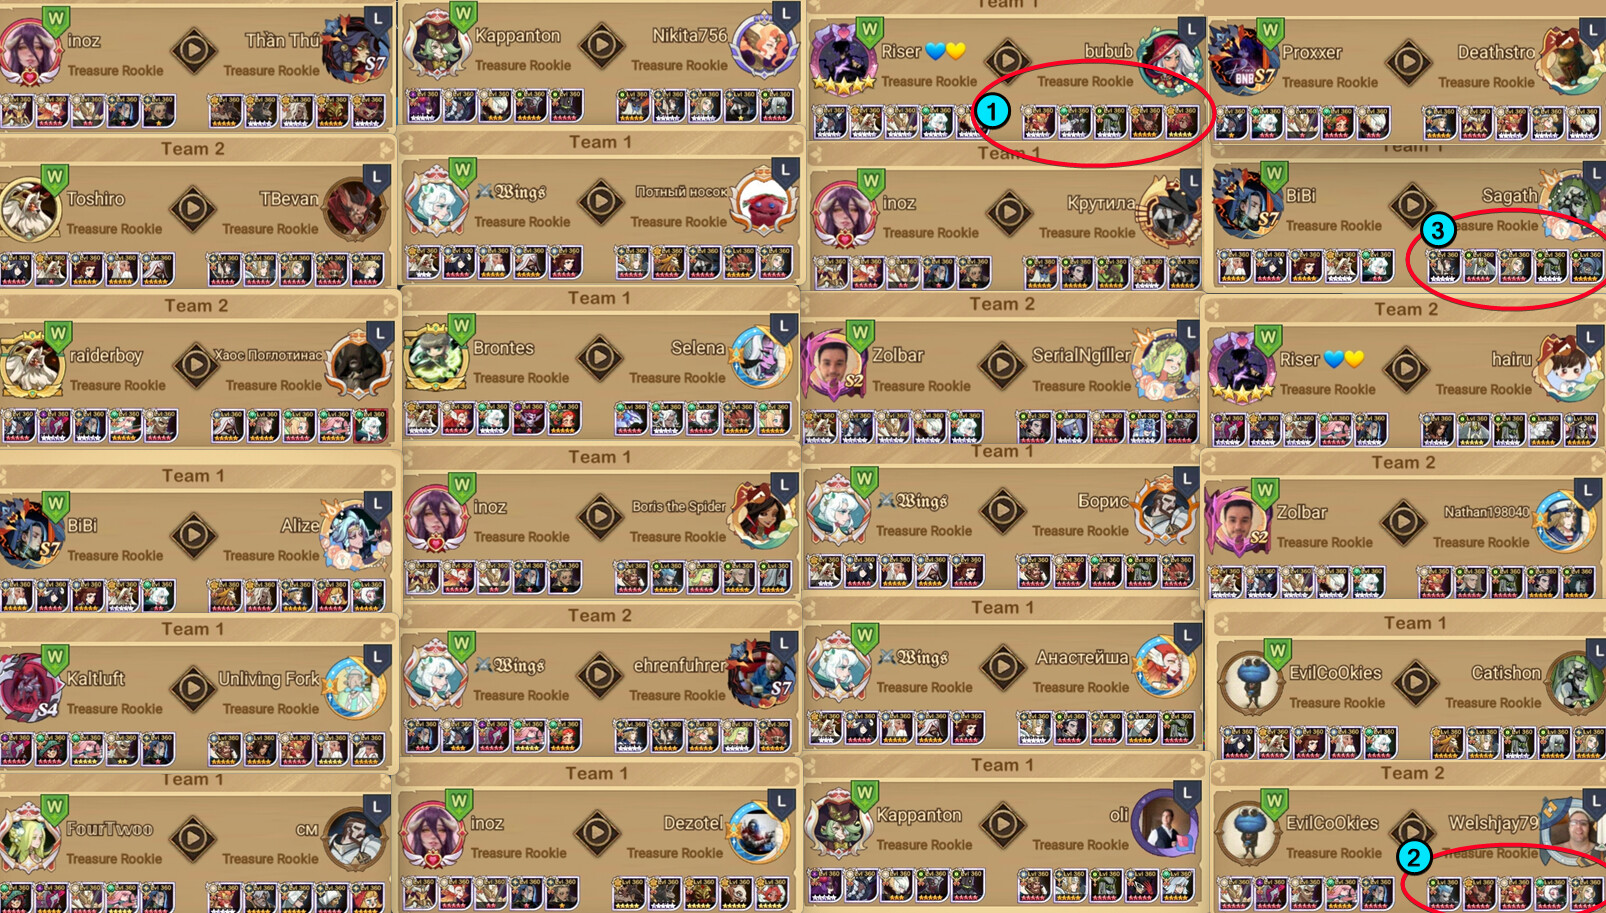 W
L
inoz
Thần Thú
S7
Treasure Rookie
Treasure Rookie
W
L
Kappanton
Nikita756
Treasure Rookie
Treasure Rookie
Team 1
W
L
Riser 💙💛
bubub
Treasure Rookie
Treasure Rookie
1
W
L
Proxxer
Deathstro
BNB S7
Treasure Rookie
Treasure Rookie
Team 2
W
L
Toshiro
TBevan
Treasure Rookie
Treasure Rookie
Team 1
W
L
⚔Wings
Потный носок
Treasure Rookie
Treasure Rookie
Team 1
W
L
inoz
Крутила
Treasure Rookie
Treasure Rookie
Team 1
W
L
BiBi
Sagath
S7
Treasure Rookie
Treasure Rookie
3
Team 2
W
L
raiderboy
Хаос Поглотинас
Treasure Rookie
Treasure Rookie
Team 1
W
L
Brontes
Selena
Treasure Rookie
Treasure Rookie
Team 2
W
L
Zolbar
SerialNgiller
S2
Treasure Rookie
Treasure Rookie
Team 2
W
L
Riser 💙💛
hairu
Treasure Rookie
Treasure Rookie
Team 1
W
L
BiBi
Alize
S7
Treasure Rookie
Treasure Rookie
Team 1
W
L
inoz
Boris the Spider
Treasure Rookie
Treasure Rookie
Team 1
W
L
⚔Wings
Борис
Treasure Rookie
Treasure Rookie
Team 2
W
L
Zolbar
Nathan198040
S2
Treasure Rookie
Treasure Rookie
Team 1
W
L
Kaltluft
Unliving Fork
S4
Treasure Rookie
Treasure Rookie
Team 2
W
L
⚔Wings
ehrenfuhrer
S7
Treasure Rookie
Treasure Rookie
Team 1
W
L
⚔Wings
Анастейша
Treasure Rookie
Treasure Rookie
Team 1
W
L
EvilCoOkies
Catishon
Treasure Rookie
Treasure Rookie
Team 1
W
L
FourTwoo
см
Treasure Rookie
Treasure Rookie
Team 1
W
L
inoz
Dezotel
Treasure Rookie
Treasure Rookie
Team 1
W
L
Kappanton
oli
Treasure Rookie
Treasure Rookie
Team 2
W
L
EvilCoOkies
Welshjay79
Treasure Rookie
Treasure Rookie
2